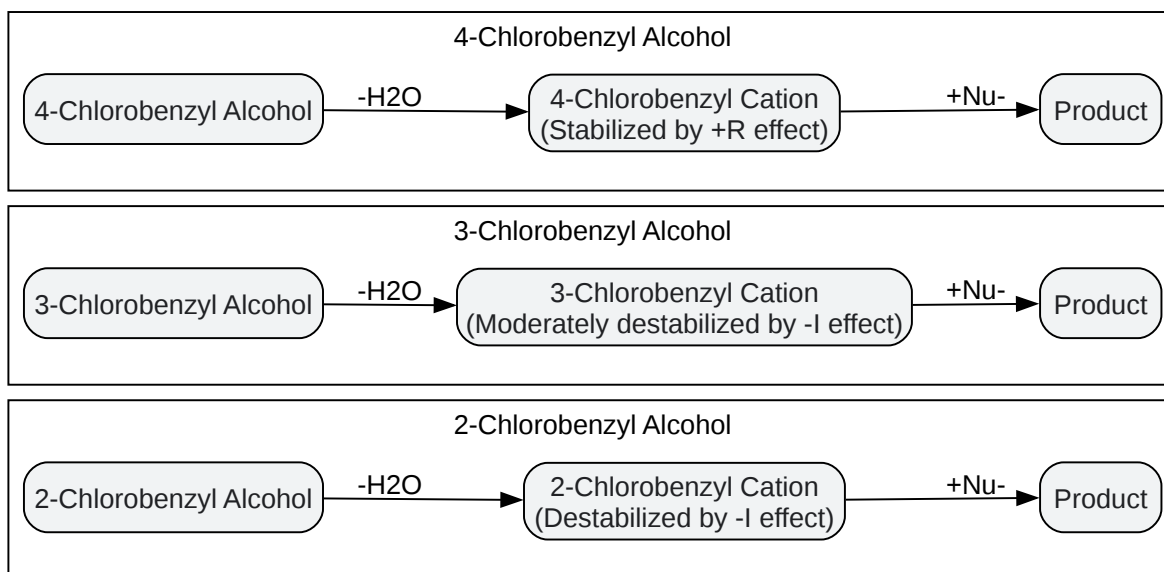 4-Chlorobenzyl Alcohol
4-Chlorobenzyl Alcohol
-H2O
4-Chlorobenzyl Cation
(Stabilized by +R effect)
+Nu-
Product
3-Chlorobenzyl Alcohol
3-Chlorobenzyl Alcohol
-H2O
3-Chlorobenzyl Cation
(Moderately destabilized by -I effect)
+Nu-
Product
2-Chlorobenzyl Alcohol
2-Chlorobenzyl Alcohol
-H2O
2-Chlorobenzyl Cation
(Destabilized by -I effect)
+Nu-
Product